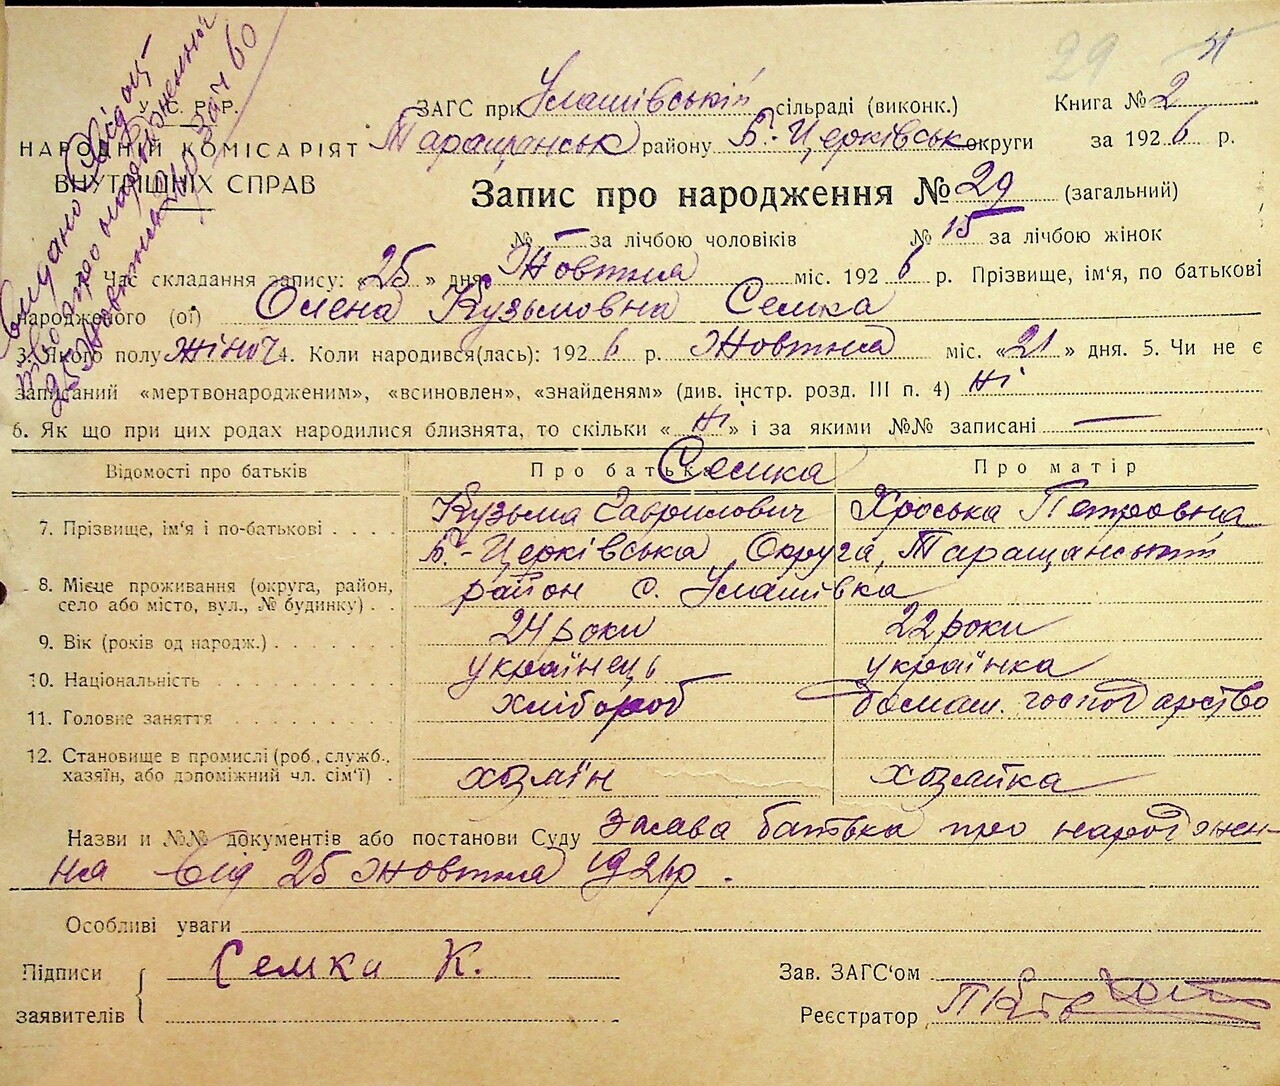 29
У. С. Р. Р.
НАРОДНІЙ КОМІСАРІЯТ
ВНУТРІШНІХ СПРАВ
Видано
ЗАГС при Улашівській сільраді (виконк.) Книга № 2
Таращанськ району Б-Церківськ округи за 1926 р.
Запис про народження № 29 (загальний)
№ — за лічбою чоловіків № 15 за лічбою жінок
Час складання запису: «25» дня Жовтня міс. 1926 р. Прізвище, ім'я, по батькові
народженого (ої) Олена Кузьмовна Семка
3. Якого полу жіноч 4. Коли народився(лась): 1926 р. Жовтня міс. «21» дня. 5. Чи не є
записаний «мертвонародженим», «всиновлен», «знайденям» (див. інстр. розд. III п. 4) ні
6. Як що при цих родах народилися близнята, то скільки «ні» і за якими №№ записані —
Відомості про батьків Про батька Про матір
Семка
7. Прізвище, ім'я і по-батькові Кузьма Гаврилович Хроська Петровна
Б-Церківська Округа, Таращанський
8. Місце проживання (округа, район, район с. Улашівка
село або місто, вул., № будинку)
9. Вік (років од народж.) 24 роки 22 роки
10. Національність українець українка
11. Головне заняття хлібороб домаш. господарство
12. Становище в промислі (роб., служб.,
хазяїн, або допоміжний чл. сім'ї) хозяїн хозяйка
Назви и №№ документів або постанови Суду Заява батька про народжен-
ня від 25 Жовтня 192 р.
Особливі уваги
Підписи Семка К. Зав. ЗАГС'ом
заявителів Реєстратор